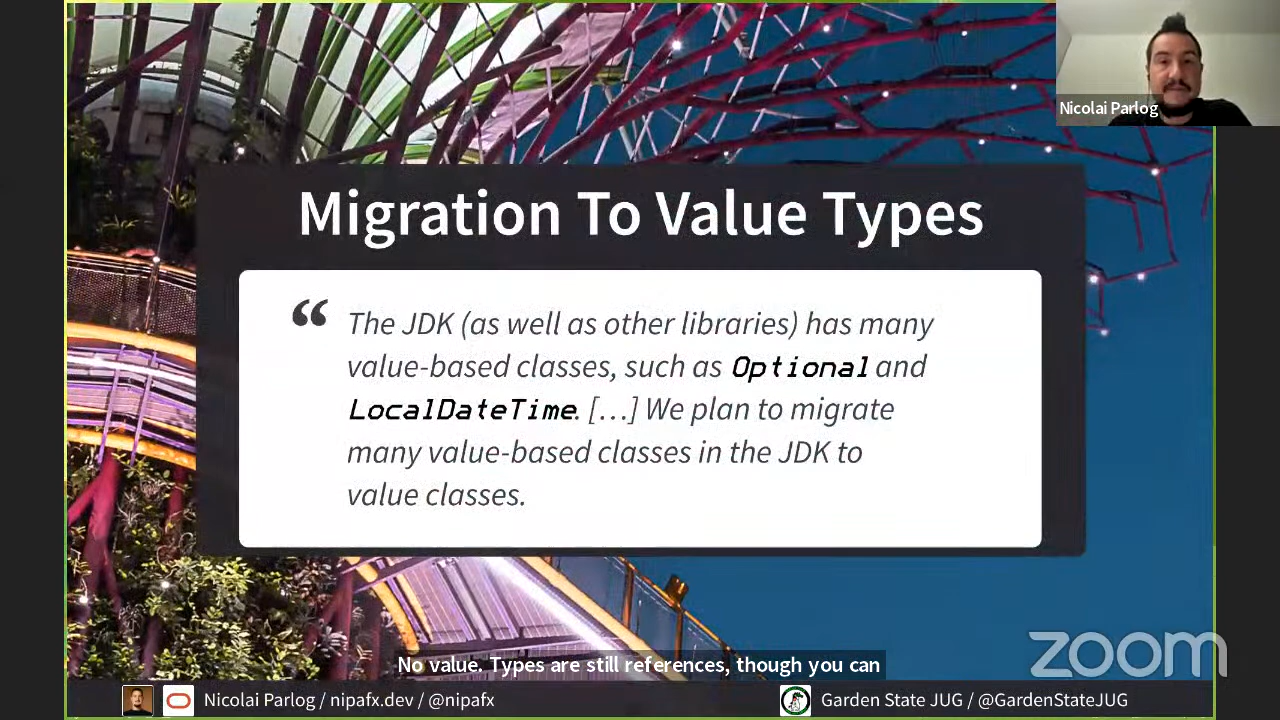 Nicolai Parlog
Migration To Value Types
“ The JDK (as well as other libraries) has many
value-based classes, such as Optional and
LocalDateTime. […] We plan to migrate
many value-based classes in the JDK to
value classes.
No value. Types are still references, though you can
zoom
Nicolai Parlog / nipafx.dev / @nipafx
Garden State JUG / @GardenStateJUG